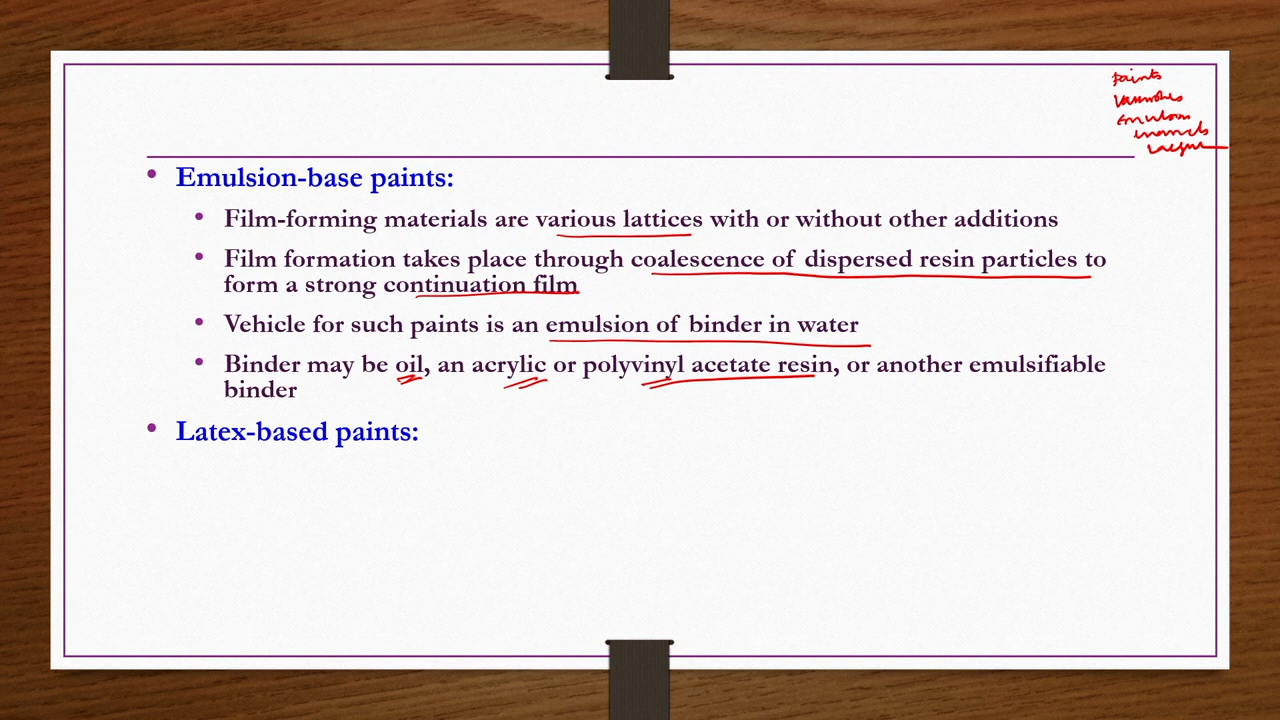 paints
varnishes
emulsions
enamels
• Emulsion-base paints:
• Film-forming materials are various lattices with or without other additions
• Film formation takes place through coalescence of dispersed resin particles to
form a strong continuation film
• Vehicle for such paints is an emulsion of binder in water
• Binder may be oil, an acrylic or polyvinyl acetate resin, or another emulsifiable
binder
• Latex-based paints: